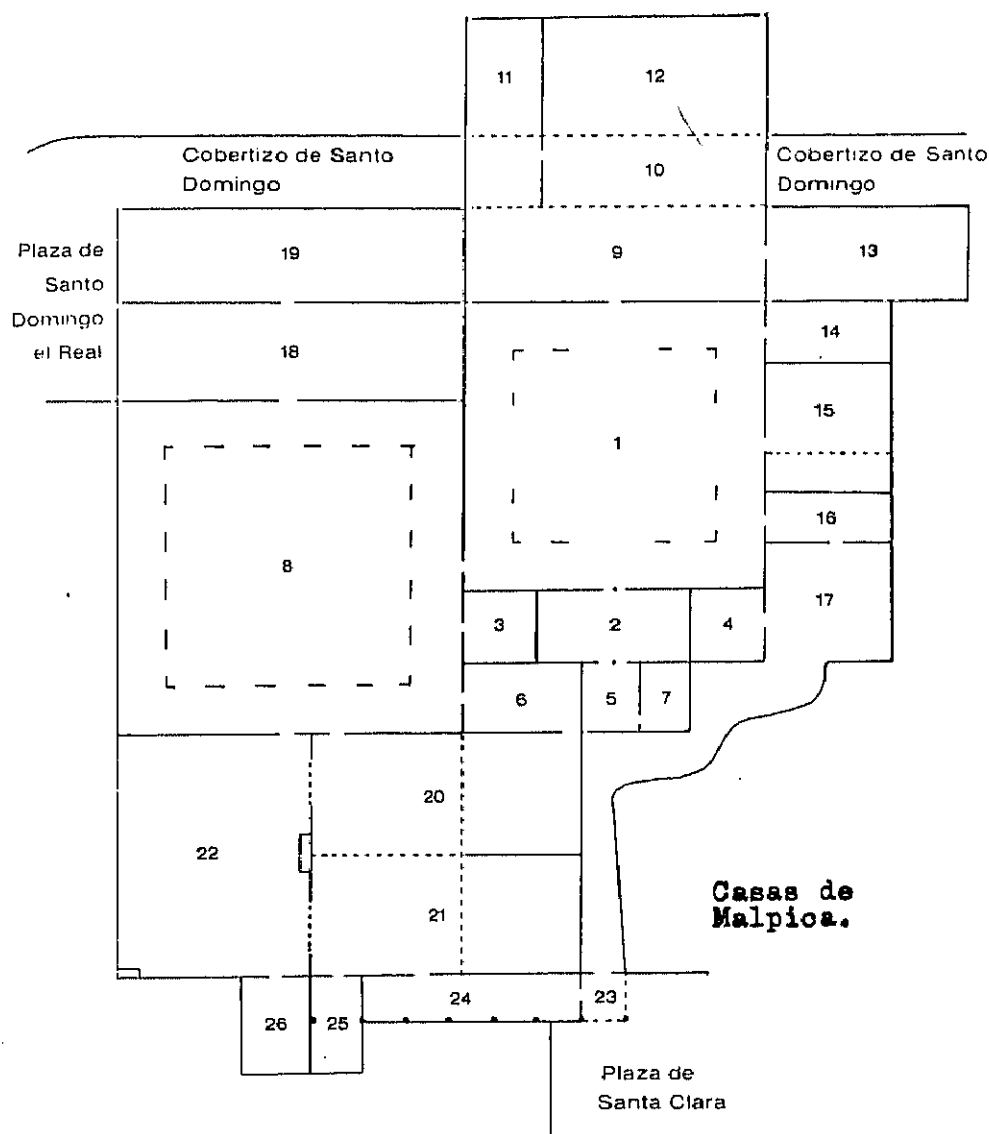 11
12
Cobertizo de Santo
Domingo
10
Cobertizo de Santo
Domingo
Plaza de
Santo
Domingo
el Real
19
9
13
18
14
1
15
8
16
3
2
4
17
6
5
7
20
22
21
Casas de
Malpica.
24
23
26
25
Plaza de
Santa Clara